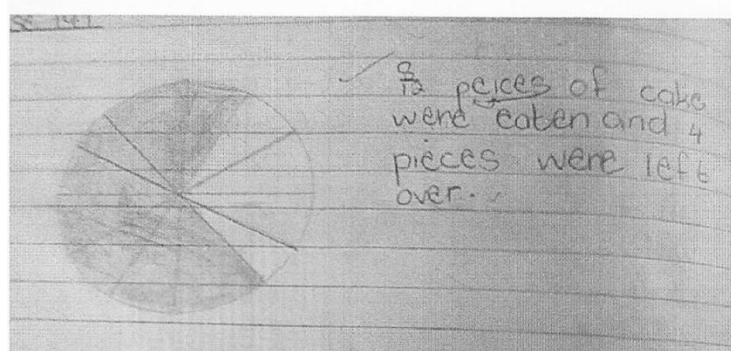 8/12 peices of cake
were eaten and 4
pieces were left
over.